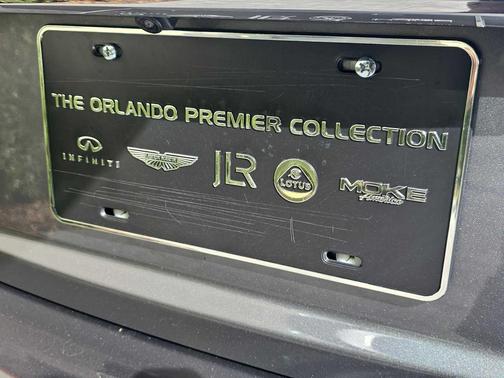 THE ORLANDO PREMIER COLLECTION
INFINITI JLR LOTUS MOKE
America